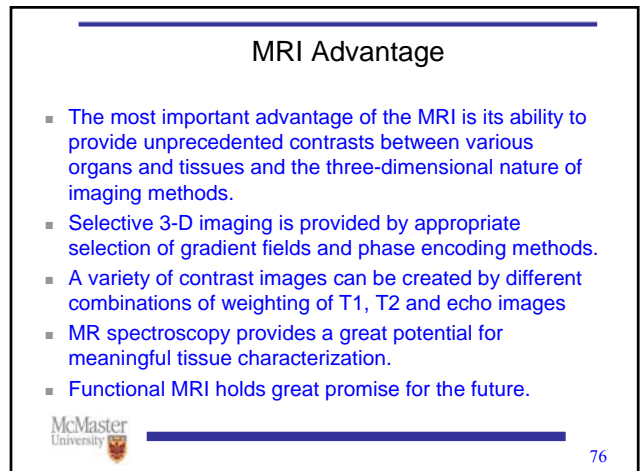 MRI Advantage
The most important advantage of the MRI is its ability to
provide unprecedented contrasts between various
organs and tissues and the three-dimensional nature of
imaging methods.
Selective 3-D imaging is provided by appropriate
selection of gradient fields and phase encoding methods.
A variety of contrast images can be created by different
combinations of weighting of T1, T2 and echo images
MR spectroscopy provides a great potential for
meaningful tissue characterization.
Functional MRI holds great promise for the future.
McMaster
University
76